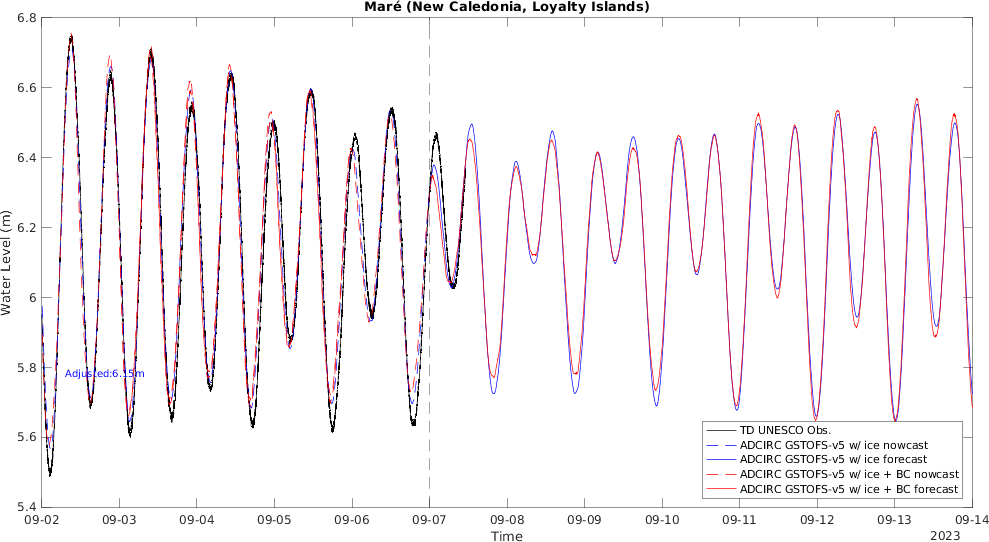 Maré (New Caledonia, Loyalty Islands)
6.8
6.6
6.4
6.2
6
5.8
5.6
5.4
Water Level (m)
Adjusted:6.15m
TD UNESCO Obs.
ADCIRC GSTOFS-v5 w/ ice nowcast
ADCIRC GSTOFS-v5 w/ ice forecast
ADCIRC GSTOFS-v5 w/ ice + BC nowcast
ADCIRC GSTOFS-v5 w/ ice + BC forecast
09-02 09-03 09-04 09-05 09-06 09-07 09-08 09-09 09-10 09-11 09-12 09-13 09-14
Time
2023